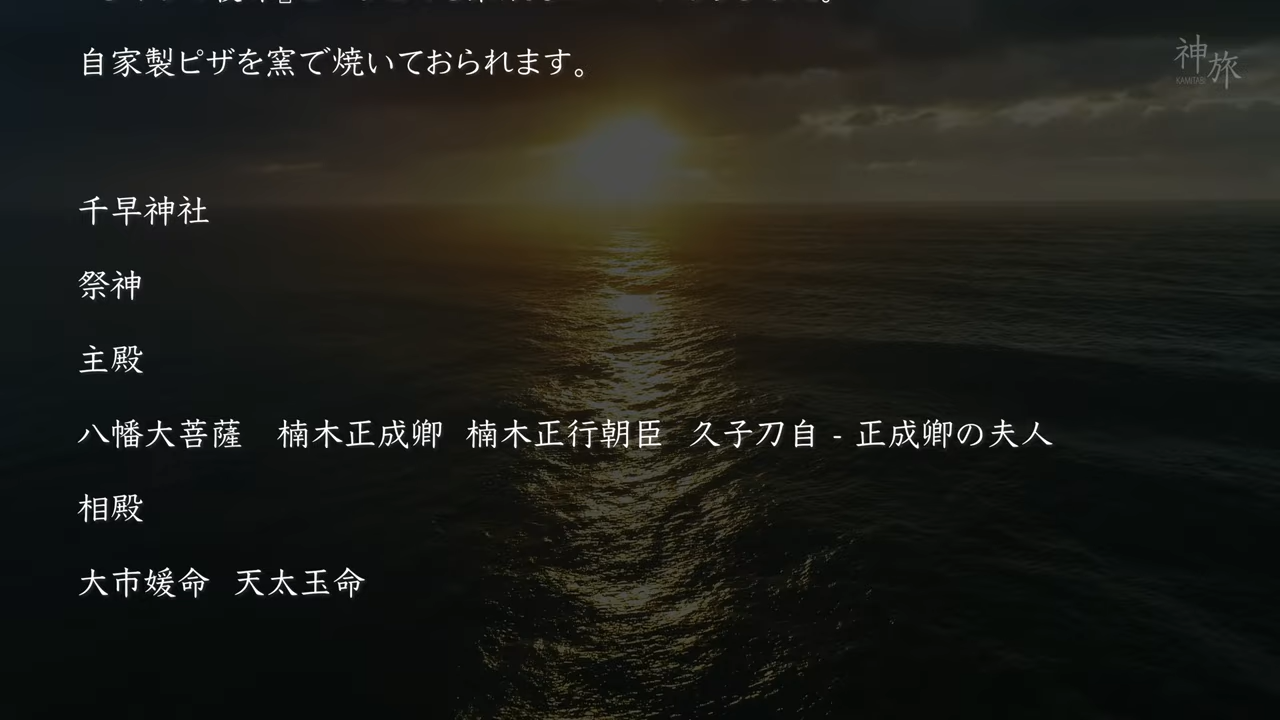 自家製ピザを窯で焼いておられます。
神旅
KAMITABI
千早神社
祭神
主殿
八幡大菩薩　楠木正成卿　楠木正行朝臣　久子刀自 - 正成卿の夫人
相殿
大市媛命　天太玉命